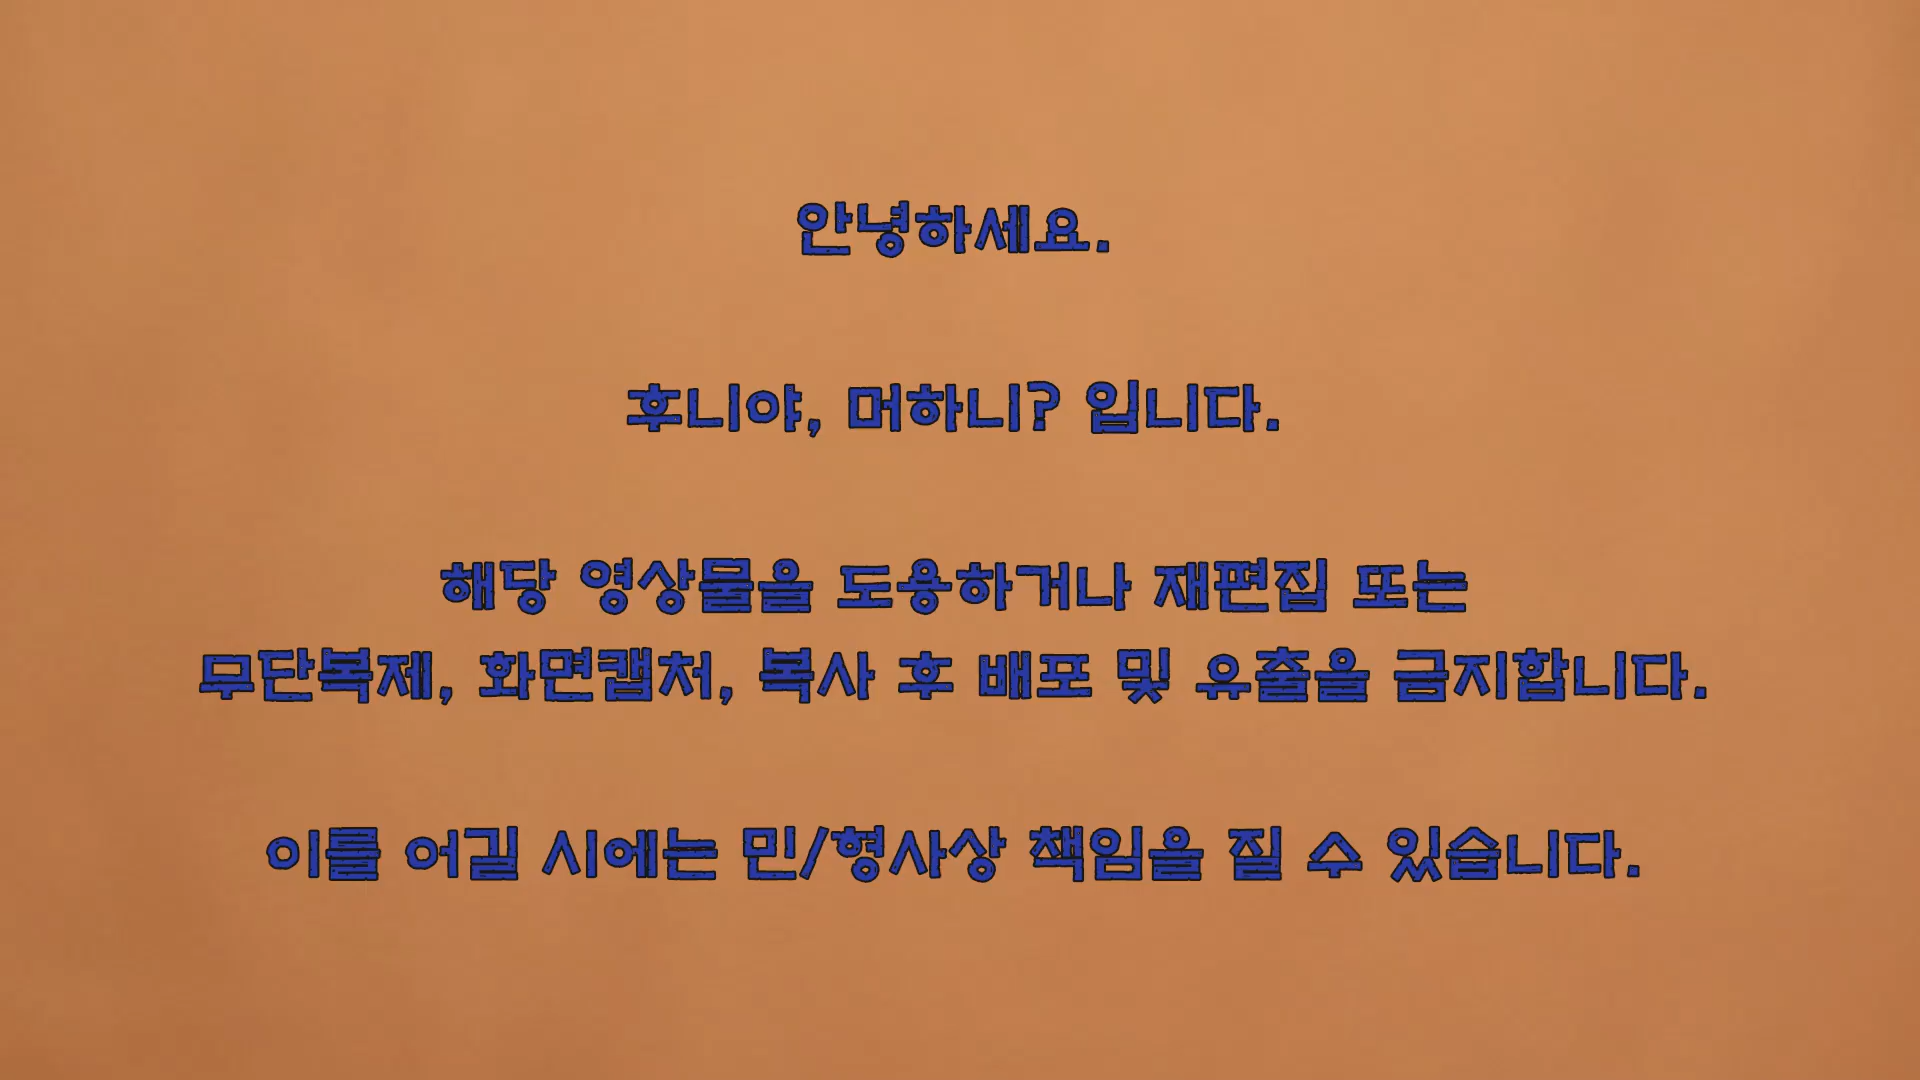 안녕하세요.
후니야, 머하니? 입니다.
해당 영상물을 도용하거나 재편집 또는
무단복제, 화면캡처, 복사 후 배포 및 유출을 금지합니다.
이를 어길 시에는 민/형사상 책임을 질 수 있습니다.